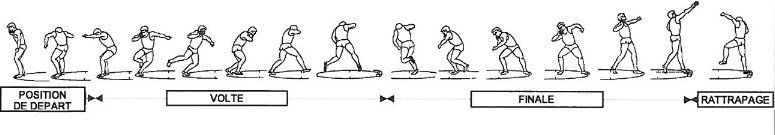 POSITION
DE DEPART
VOLTE
FINALE
RATTRAPAGE